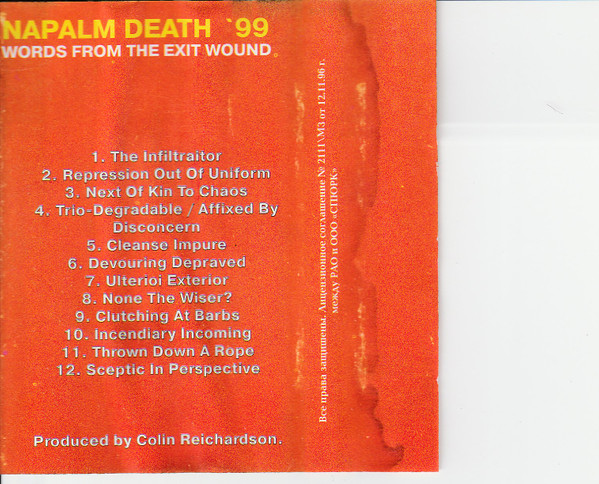 NAPALM DEATH `99
WORDS FROM THE EXIT WOUND
1. The Infiltraitor
2. Repression Out Of Uniform
3. Next Of Kin To Chaos
4. Trio-Degradable / Affixed By
Disconcern
5. Cleanse Impure
6. Devouring Depraved
7. Ulterioi Exterior
8. None The Wiser?
9. Clutching At Barbs
10. Incendiary Incoming
11. Thrown Down A Rope
12. Sceptic In Perspective
Produced by Colin Reichardson.
Все права защищены. Лицензионное соглашение № 2111\МЗ от 12.11.96 г.
между РАО и ООО «СПЮРК»